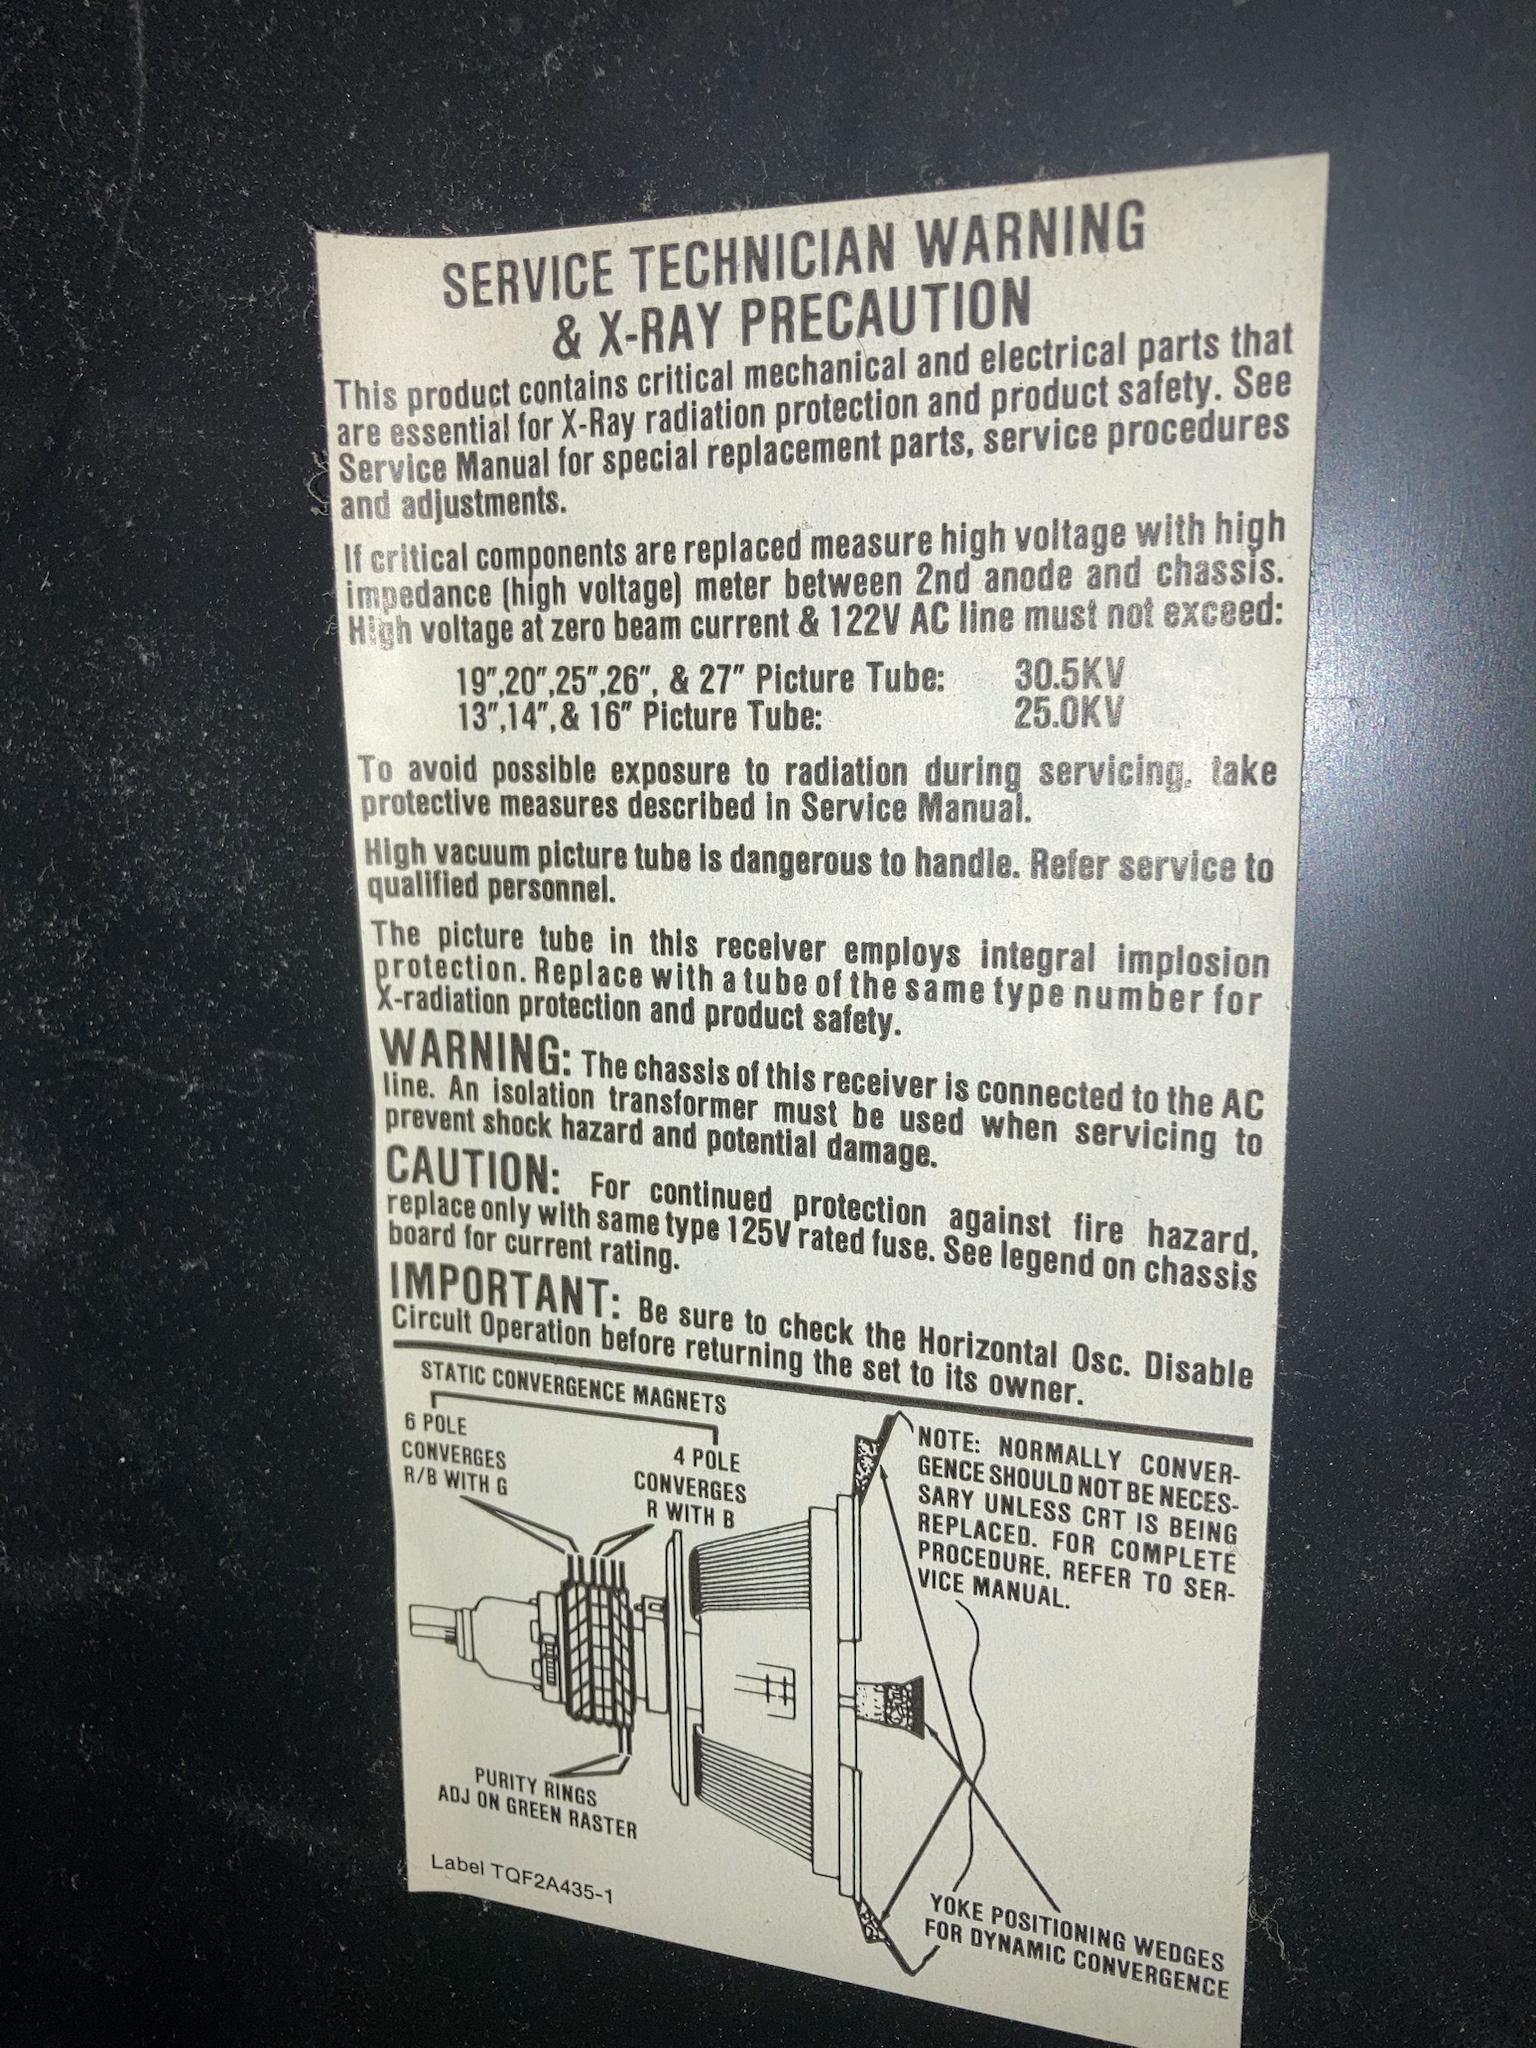 SERVICE TECHNICIAN WARNING
& X-RAY PRECAUTION
This product contains critical mechanical and electrical parts that
are essential for X-Ray radiation protection and product safety. See
Service Manual for special replacement parts, service procedures
and adjustments.
If critical components are replaced measure high voltage with high
impedance (high voltage) meter between 2nd anode and chassis.
High voltage at zero beam current & 122V AC line must not exceed:
19",20",25",26", & 27" Picture Tube: 30.5KV
13",14",& 16" Picture Tube: 25.0KV
To avoid possible exposure to radiation during servicing, take
protective measures described in Service Manual.
High vacuum picture tube is dangerous to handle. Refer service to
qualified personnel.
The picture tube in this receiver employs integral implosion
protection. Replace with a tube of the same type number for
X-radiation protection and product safety.
WARNING: The chassis of this receiver is connected to the AC
line. An isolation transformer must be used when servicing to
prevent shock hazard and potential damage.
CAUTION: For continued protection against fire hazard,
replace only with same type 125V rated fuse. See legend on chassis
board for current rating.
IMPORTANT: Be sure to check the Horizontal Osc. Disable
Circuit Operation before returning the set to its owner.
STATIC CONVERGENCE MAGNETS
6 POLE
CONVERGES
R/B WITH G
4 POLE
CONVERGES
R WITH B
NOTE: NORMALLY CONVER-
GENCE SHOULD NOT BE NECES-
SARY UNLESS CRT IS BEING
REPLACED. FOR COMPLETE
PROCEDURE, REFER TO SER-
VICE MANUAL.
PURITY RINGS
ADJ ON GREEN RASTER
YOKE POSITIONING WEDGES
FOR DYNAMIC CONVERGENCE
Label TQF2A435-1